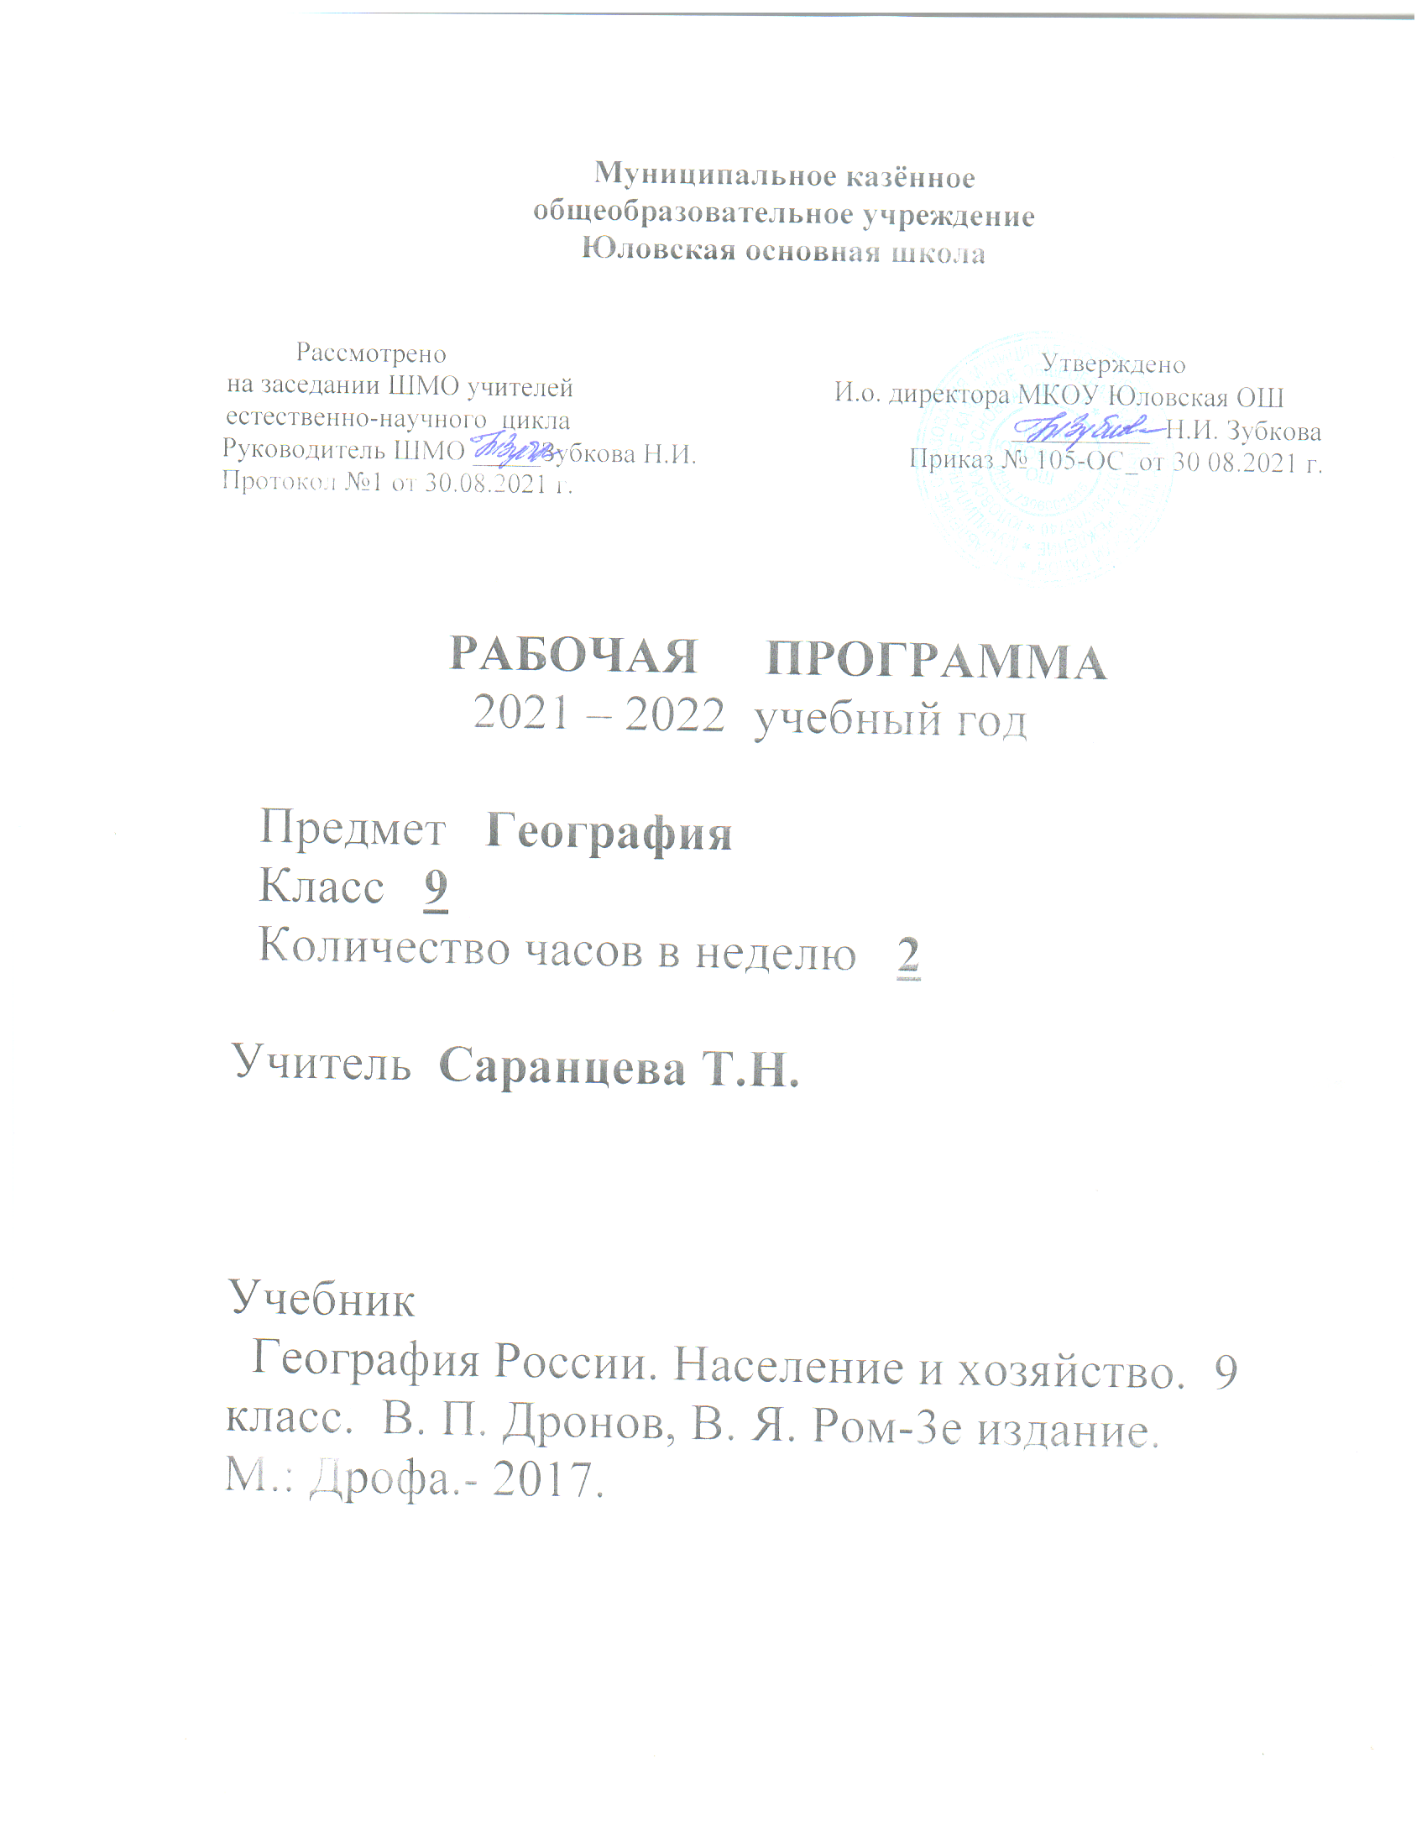 Муниципальное казённое
общеобразовательное учреждение
Юловская основная школа
Рассмотрено
на заседании ШМО учителей
естественно-научного цикла
Руководитель ШМО _____Зубкова Н.И.
Протокол №1 от 30.08.2021 г.
Утверждено
И.о. директора МКОУ Юловская ОШ
__________ Н.И. Зубкова
Приказ № 105-ОС_от 30 08.2021 г.
РАБОЧАЯ ПРОГРАММА
2021 – 2022 учебный год
Предмет География
Класс 9
Количество часов в неделю 2
Учитель Саранцева Т.Н.
Учебник
География России. Население и хозяйство. 9
класс. В. П. Дронов, В. Я. Ром-3е издание.
М.: Дрофа.- 2017.